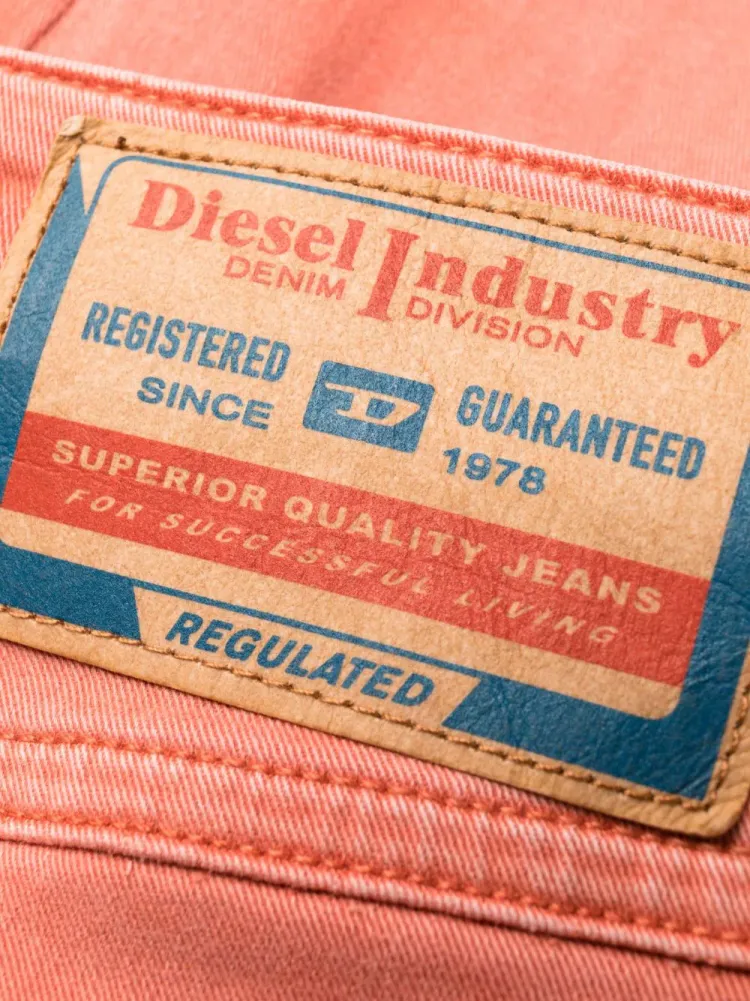 Diesel Industry
DENIM DIVISION
REGISTERED D GUARANTEED
SINCE 1978
SUPERIOR QUALITY JEANS
FOR SUCCESSFUL LIVING
REGULATED